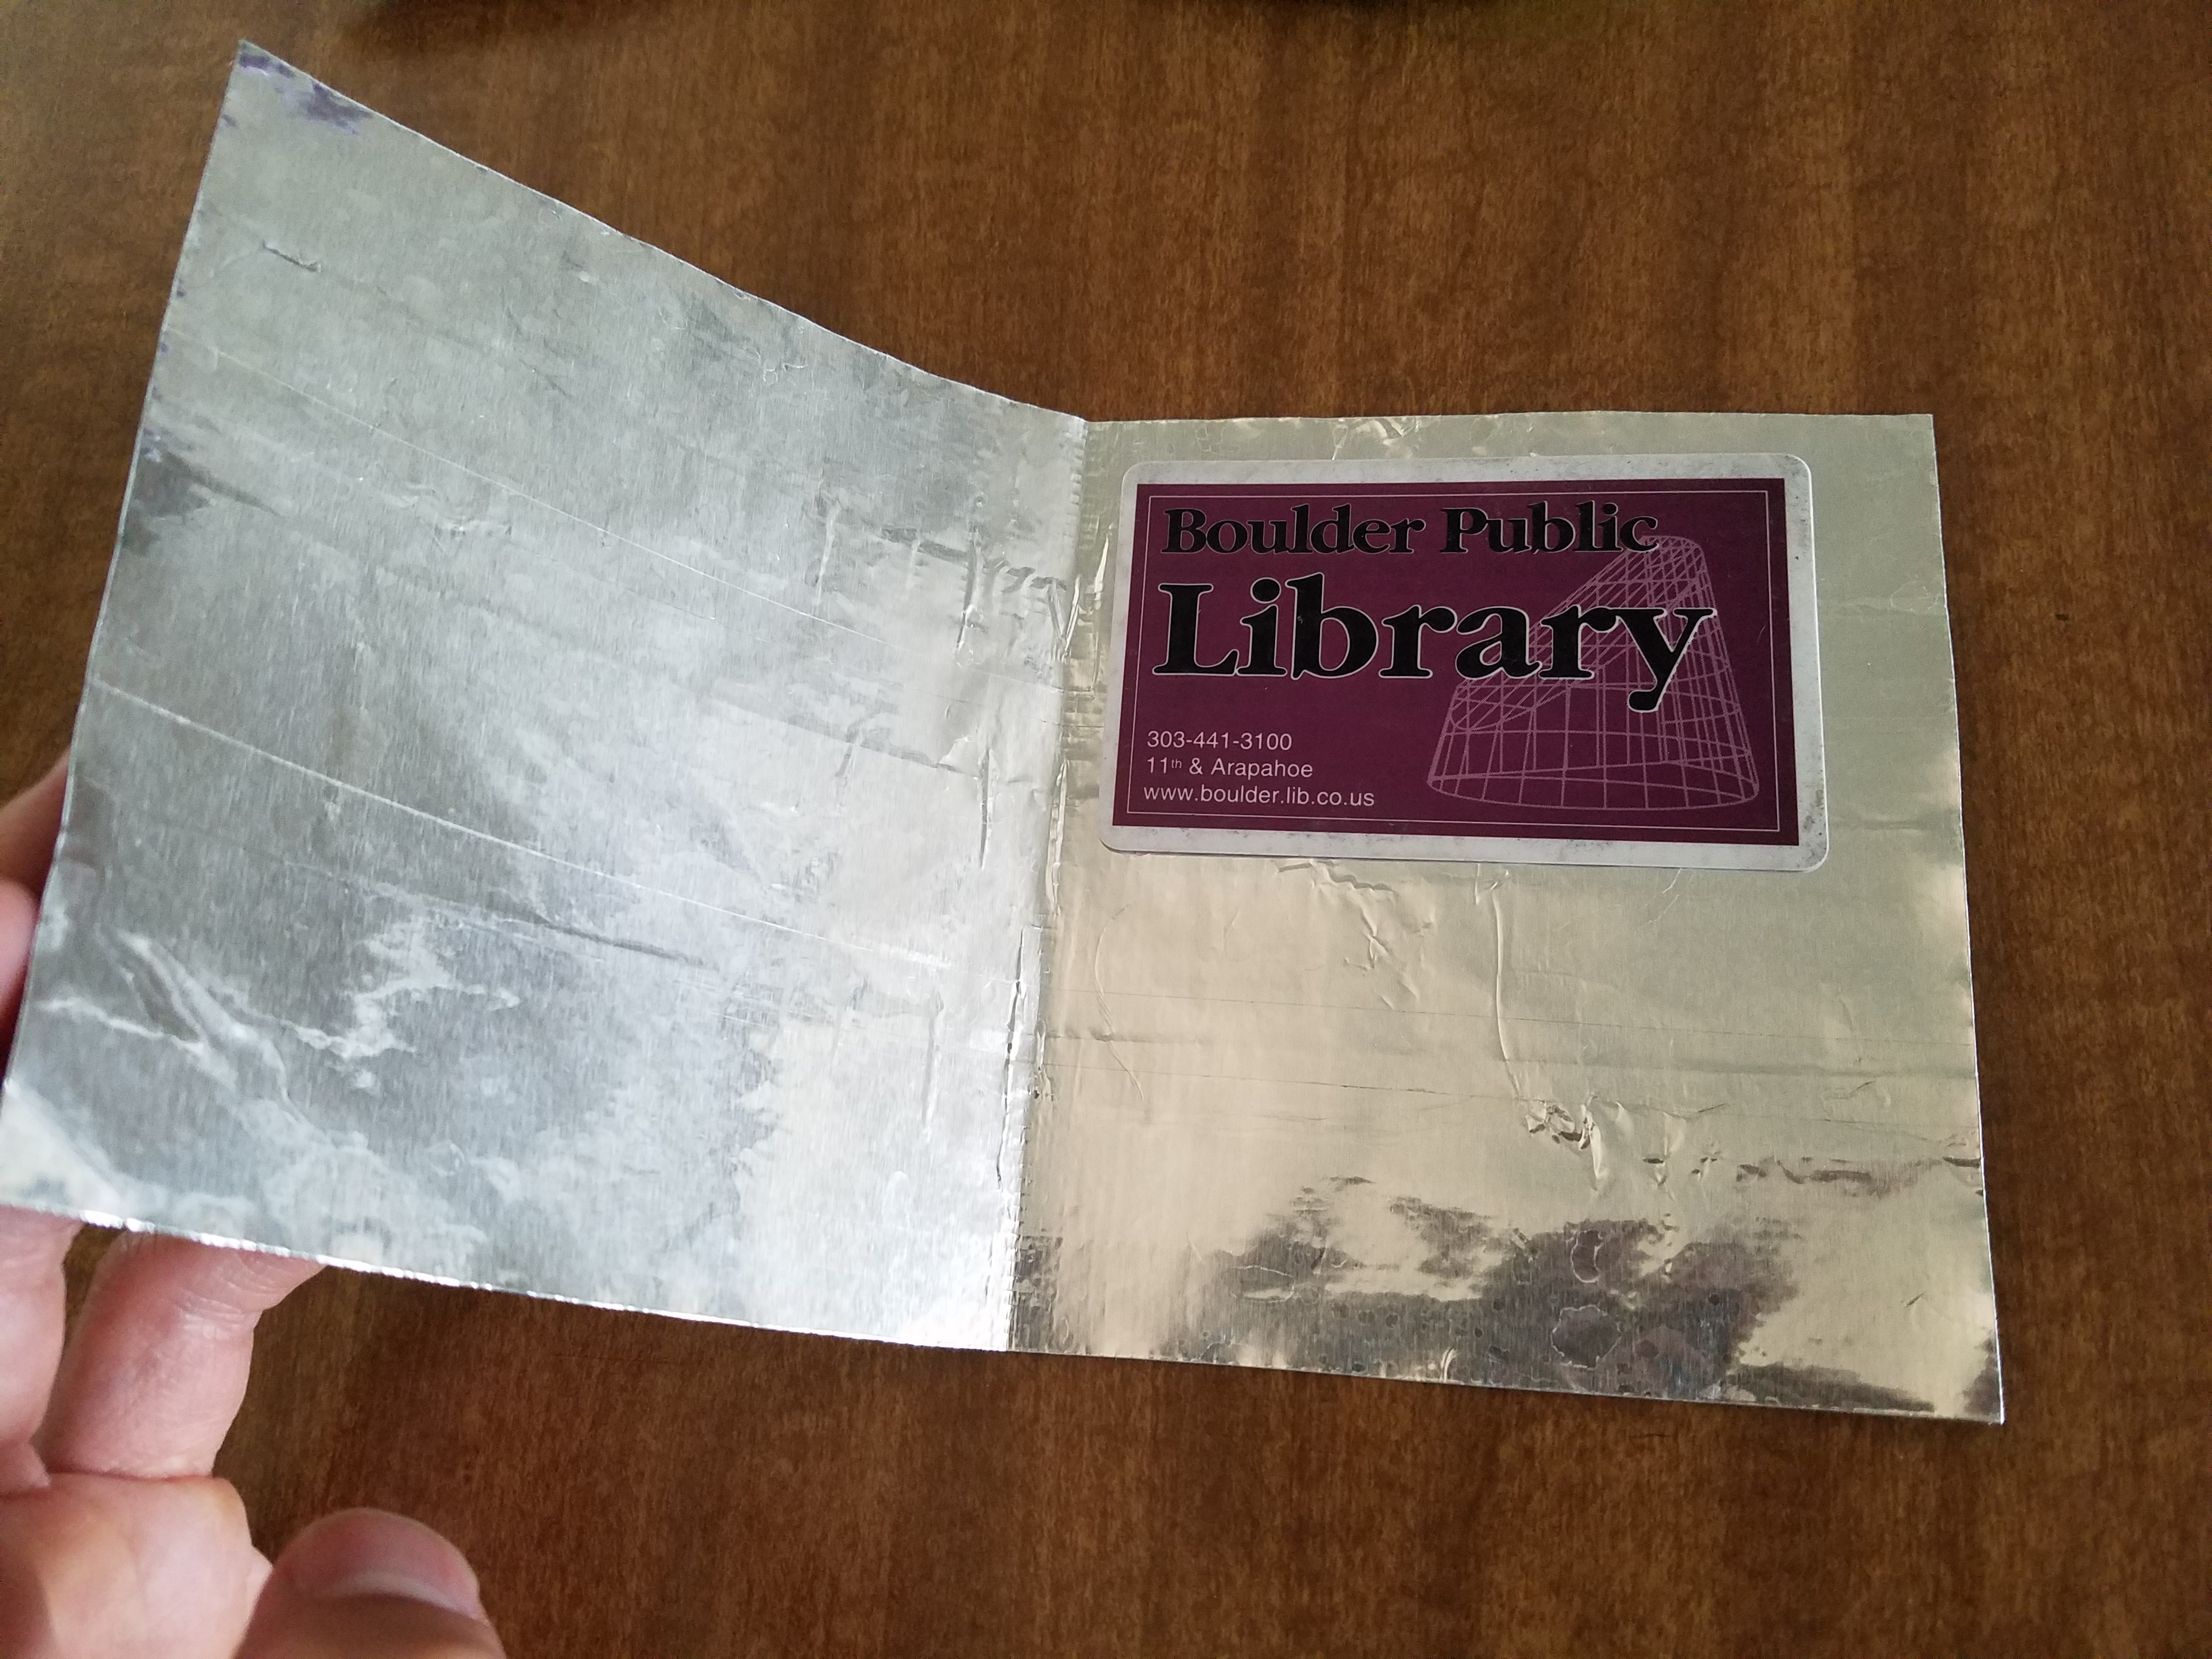 Boulder Public
Library
303-441-3100
11th & Arapahoe
www.boulder.lib.co.us